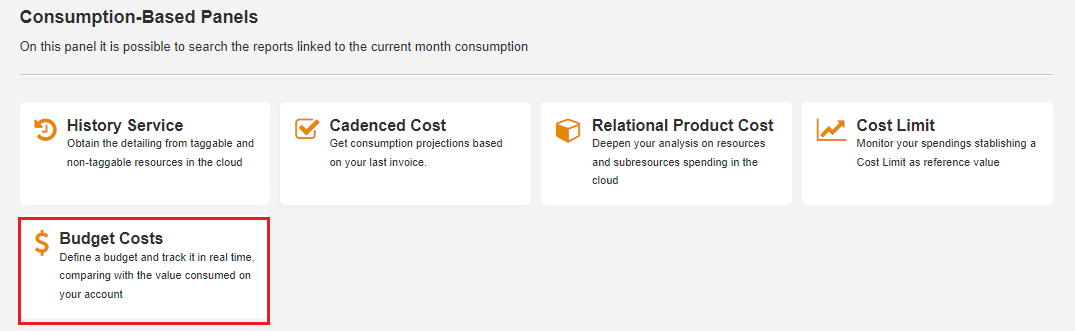 Consumption-Based Panels
On this panel it is possible to search the reports linked to the current month consumption
History Service
Obtain the detailing from taggable and
non-taggable resources in the cloud
Cadenced Cost
Get consumption projections based
on your last invoice.
Relational Product Cost
Deepen your analysis on resources
and subresources spending in the
cloud
Cost Limit
Monitor your spendings stablishing a
Cost Limit as reference value
Budget Costs
Define a budget and track it in real time,
comparing with the value consumed on
your account